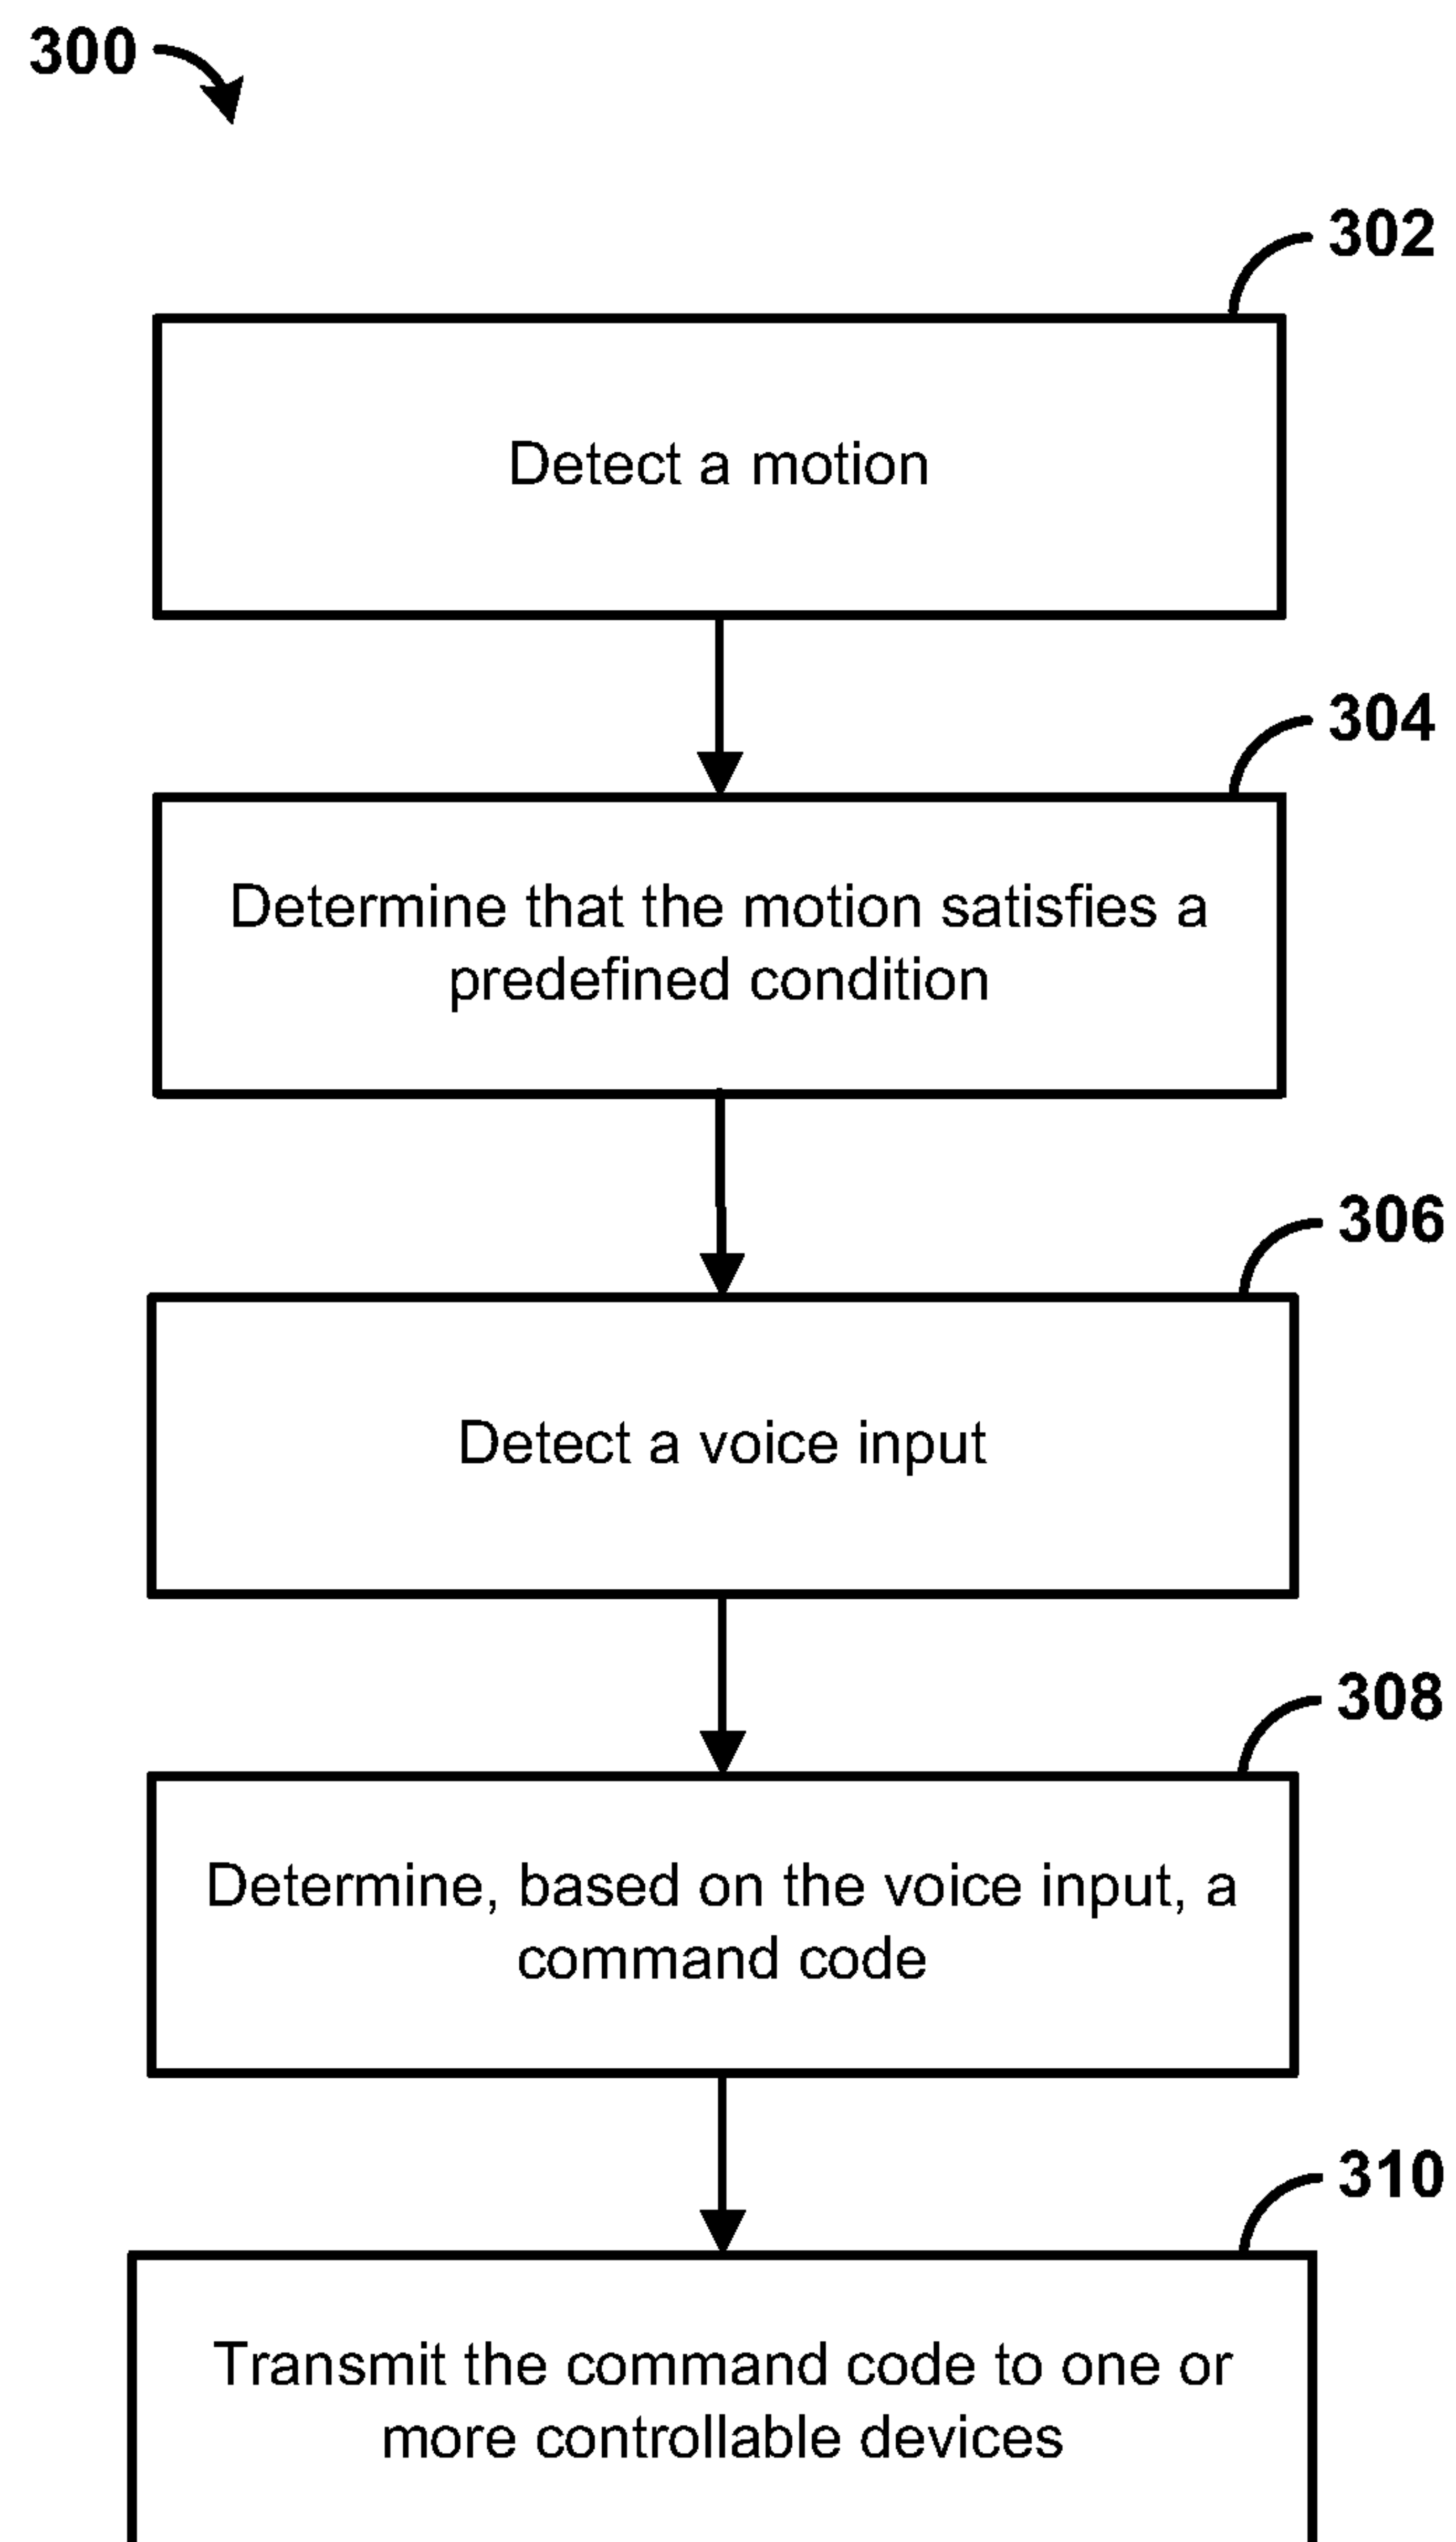 300
302
Detect a motion
304
Determine that the motion satisfies a
predefined condition
306
Detect a voice input
308
Determine, based on the voice input, a
command code
310
Transmit the command code to one or
more controllable devices